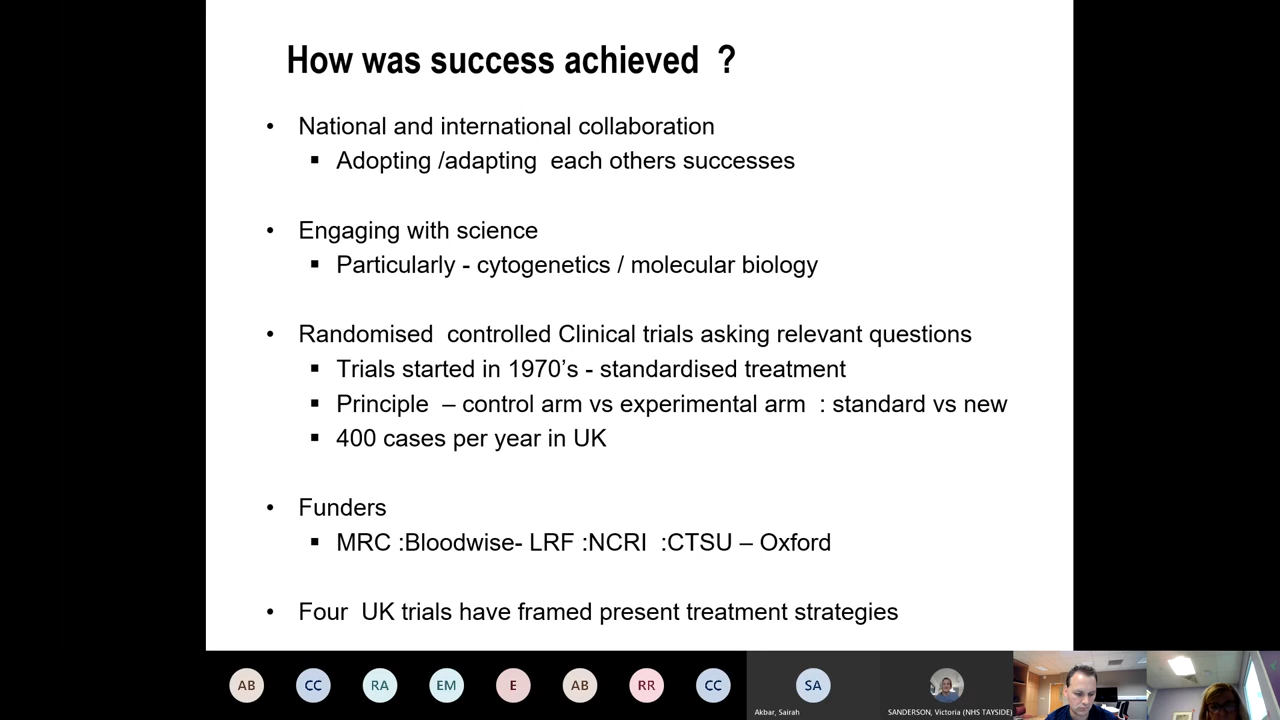 How was success achieved ?
• National and international collaboration
▪ Adopting /adapting each others successes
• Engaging with science
▪ Particularly - cytogenetics / molecular biology
• Randomised controlled Clinical trials asking relevant questions
▪ Trials started in 1970’s - standardised treatment
▪ Principle – control arm vs experimental arm : standard vs new
▪ 400 cases per year in UK
• Funders
▪ MRC :Bloodwise- LRF :NCRI :CTSU – Oxford
• Four UK trials have framed present treatment strategies
AB CC RA EM E AB RR CC SA
Akbar, Sairah SANDERSON, Victoria (NHS TAYSIDE)